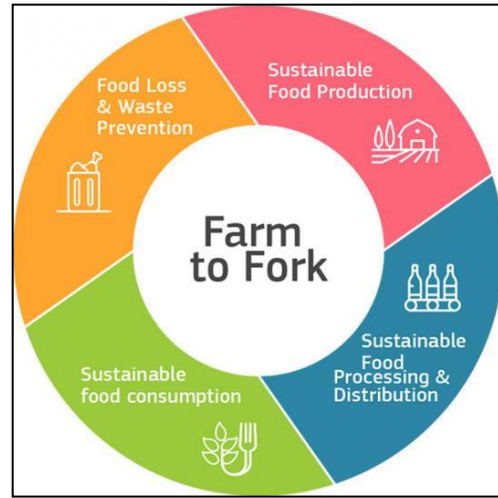 Food Loss
& Waste
Prevention
Sustainable
Food Production
Farm
to Fork
Sustainable
Food
Processing &
Distribution
Sustainable
food consumption